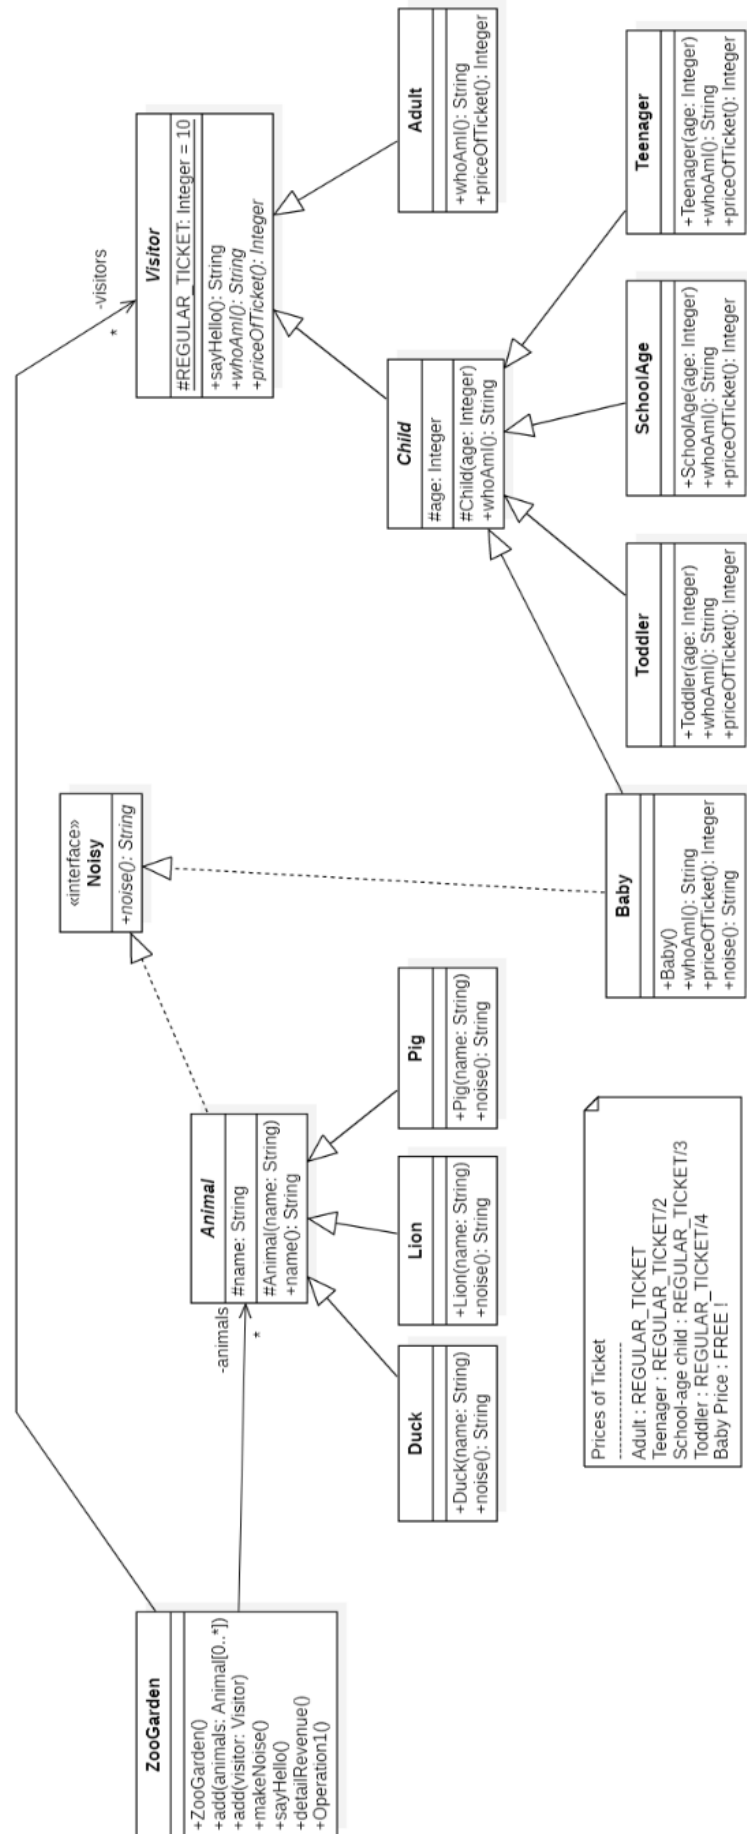 ZooGarden
+ZooGarden()
+add(animals: Animal[0..*])
+add(visitor: Visitor)
+makeNoise()
+sayHello()
+detailRevenue()
+Operation1()
-visitors
*
-animals
*
«interface»
Noisy
+noise(): String
Visitor
#REGULAR_TICKET: Integer = 10
+sayHello(): String
+whoAmI(): String
+priceOfTicket(): Integer
Animal
#name: String
#Animal(name: String)
+name(): String
Child
#age: Integer
#Child(age: Integer)
+whoAmI(): String
Adult
+whoAmI(): String
+priceOfTicket(): Integer
Duck
+Duck(name: String)
+noise(): String
Lion
+Lion(name: String)
+noise(): String
Pig
+Pig(name: String)
+noise(): String
Baby
+Baby()
+whoAmI(): String
+priceOfTicket(): Integer
+noise(): String
Toddler
+Toddler(age: Integer)
+whoAmI(): String
+priceOfTicket(): Integer
SchoolAge
+SchoolAge(age: Integer)
+whoAmI(): String
+priceOfTicket(): Integer
Teenager
+Teenager(age: Integer)
+whoAmI(): String
+priceOfTicket(): Integer
Prices of Ticket
--------------------
Adult : REGULAR_TICKET
Teenager : REGULAR_TICKET/2
School-age child : REGULAR_TICKET/3
Toddler : REGULAR_TICKET/4
Baby Price : FREE !